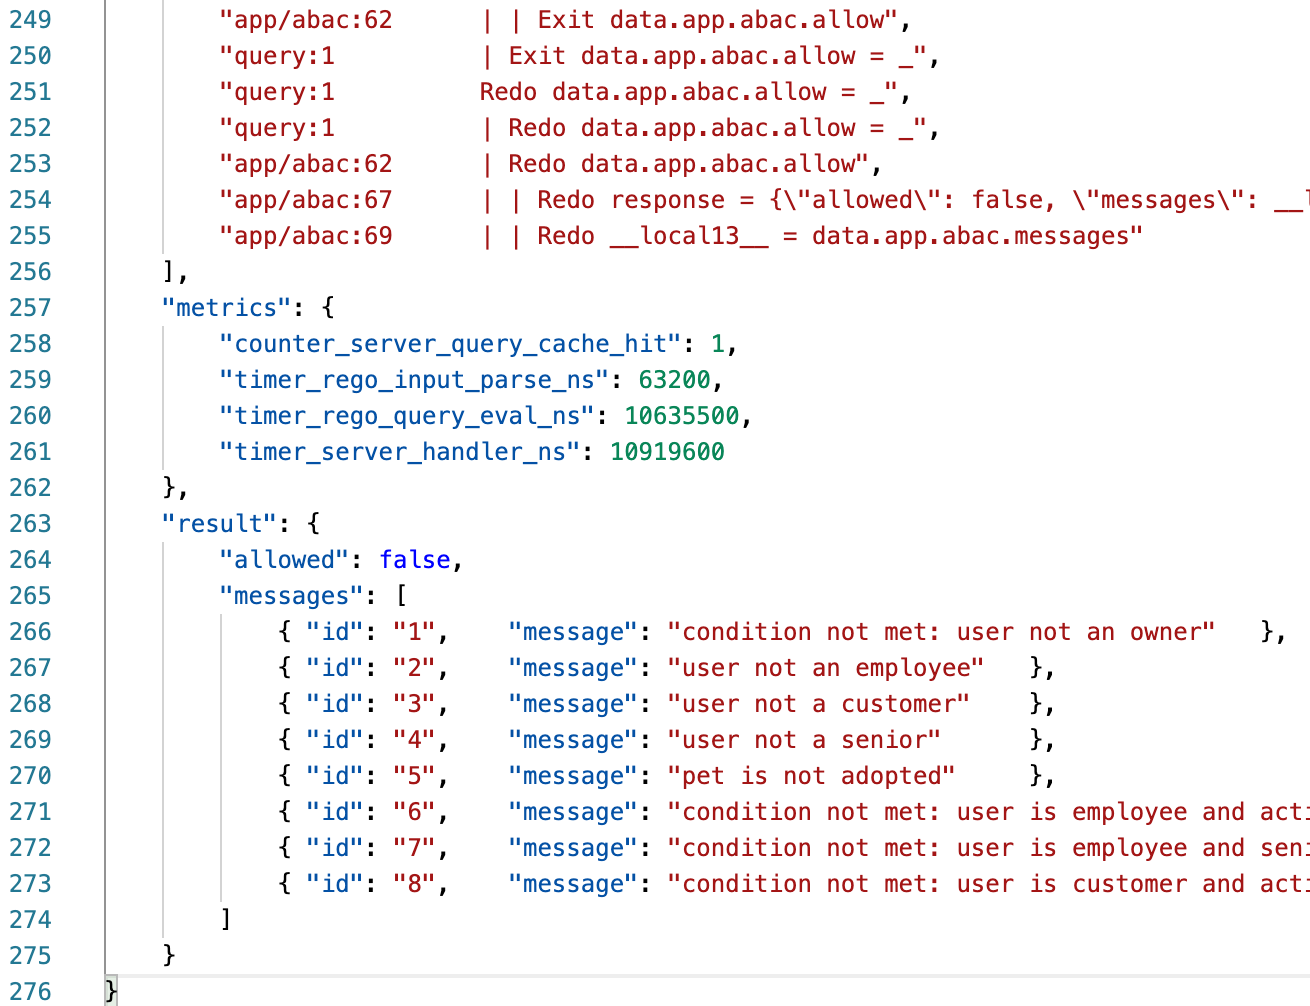 249 "app/abac:62 | | Exit data.app.abac.allow",
250 "query:1 | Exit data.app.abac.allow = _",
251 "query:1 Redo data.app.abac.allow = _",
252 "query:1 | Redo data.app.abac.allow = _",
253 "app/abac:62 | Redo data.app.abac.allow",
254 "app/abac:67 | | Redo response = {\"allowed\": false, \"messages\": __l
255 "app/abac:69 | | Redo __local13__ = data.app.abac.messages"
256 ],
257 "metrics": {
258 "counter_server_query_cache_hit": 1,
259 "timer_rego_input_parse_ns": 63200,
260 "timer_rego_query_eval_ns": 10635500,
261 "timer_server_handler_ns": 10919600
262 },
263 "result": {
264 "allowed": false,
265 "messages": [
266 { "id": "1", "message": "condition not met: user not an owner" },
267 { "id": "2", "message": "user not an employee" },
268 { "id": "3", "message": "user not a customer" },
269 { "id": "4", "message": "user not a senior" },
270 { "id": "5", "message": "pet is not adopted" },
271 { "id": "6", "message": "condition not met: user is employee and acti
272 { "id": "7", "message": "condition not met: user is employee and seni
273 { "id": "8", "message": "condition not met: user is customer and acti
274 ]
275 }
276 }